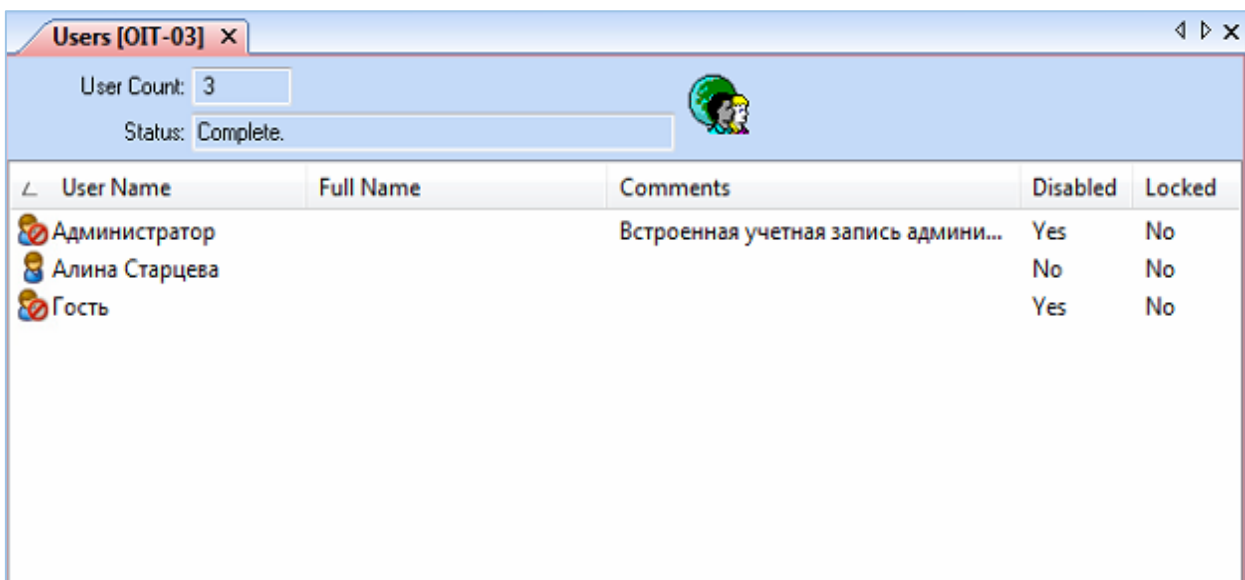 Users [OIT-03]
User Count: 3
Status: Complete.
User Name Full Name Comments Disabled Locked
Администратор Встроенная учетная запись админи... Yes No
Алина Старцева No No
Гость Yes No